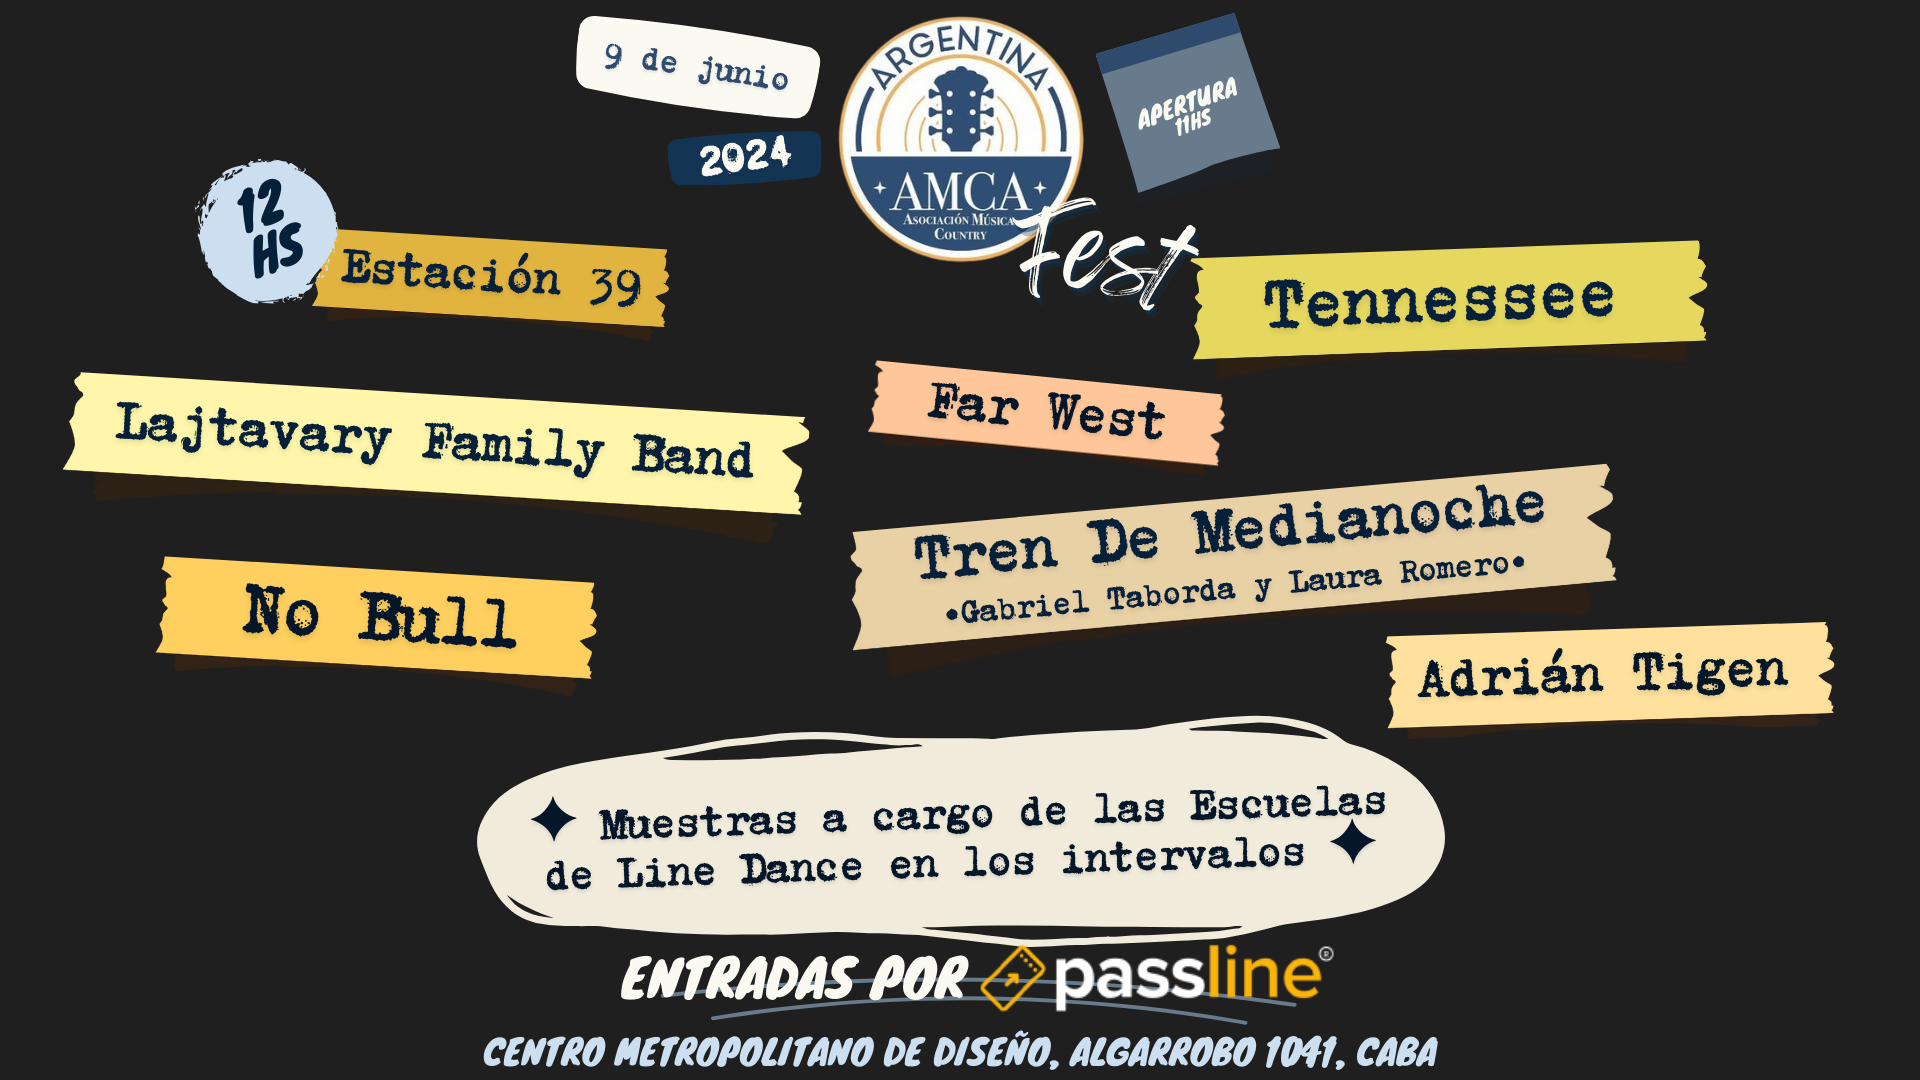 9 de junio
2024
ARGENTINA
AMCA
ASOCIACIÓN MÚSICA
COUNTRY
Fest
APERTURA
11HS
12
HS
Estación 39
Tennessee
Lajtavary Family Band
Far West
Tren De Medianoche
•Gabriel Taborda y Laura Romero•
No Bull
Adrián Tigen
✦ Muestras a cargo de las Escuelas
de Line Dance en los intervalos ✦
ENTRADAS POR passline®
CENTRO METROPOLITANO DE DISEÑO, ALGARROBO 1041, CABA